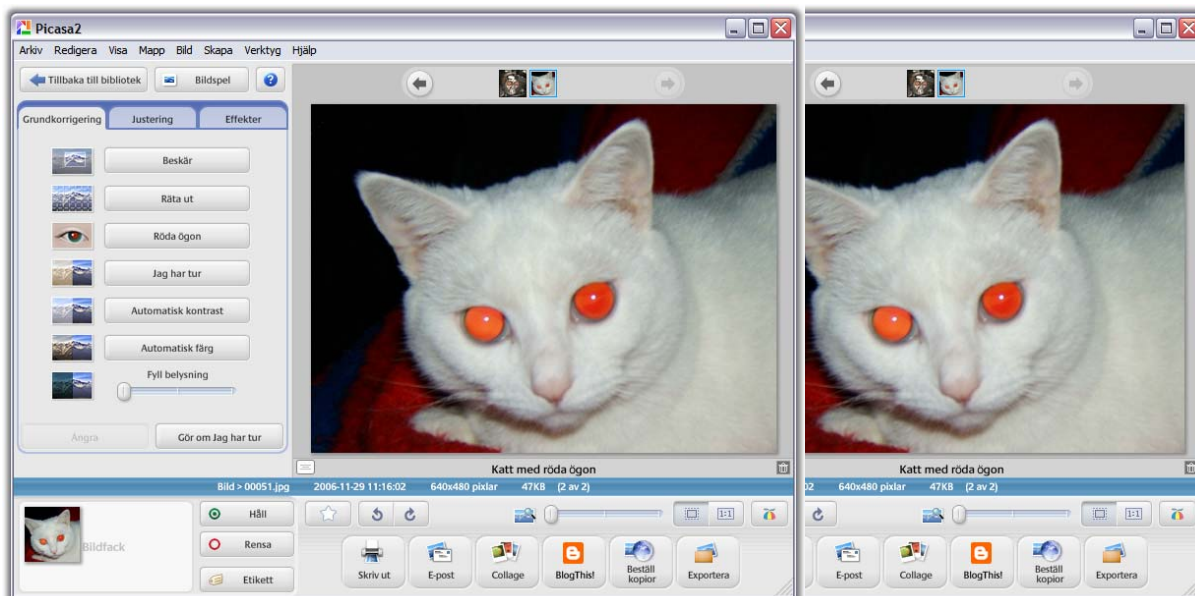 Picasa2
Arkiv Redigera Visa Mapp Bild Skapa Verktyg Hjälp
Tillbaka till bibliotek
Bildspel
?
Grundkorrigering
Justering
Effekter
Beskär
Räta ut
Röda ögon
Jag har tur
Automatisk kontrast
Automatisk färg
Fyll belysning
Ångra
Gör om Jag har tur
Katt med röda ögon
Bild > 00051.jpg 2006-11-29 11:16:02 640x480 pixlar 47KB (2 av 2)
Bildfack
Håll
Rensa
Etikett
1:1
Skriv ut
E-post
Collage
BlogThis!
Beställ
kopior
Exportera
Katt med röda ögon
02 640x480 pixlar 47KB (2 av 2)
1:1
E-post
Collage
BlogThis!
Beställ
kopior
Exportera